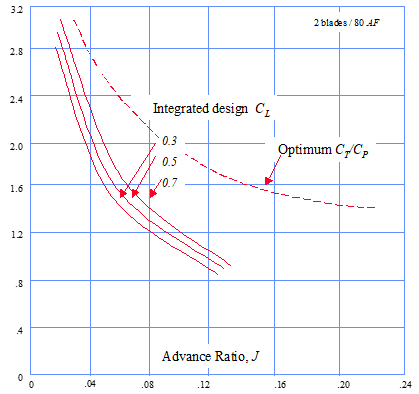 3.2
2 blades / 80 AF
2.8
2.4
Integrated design C_L
0.3
2.0
Optimum C_T/C_P
0.5
0.7
1.6
1.2
.8
.4
Advance Ratio, J
0
0 .04 .08 .12 .16 .20 .24